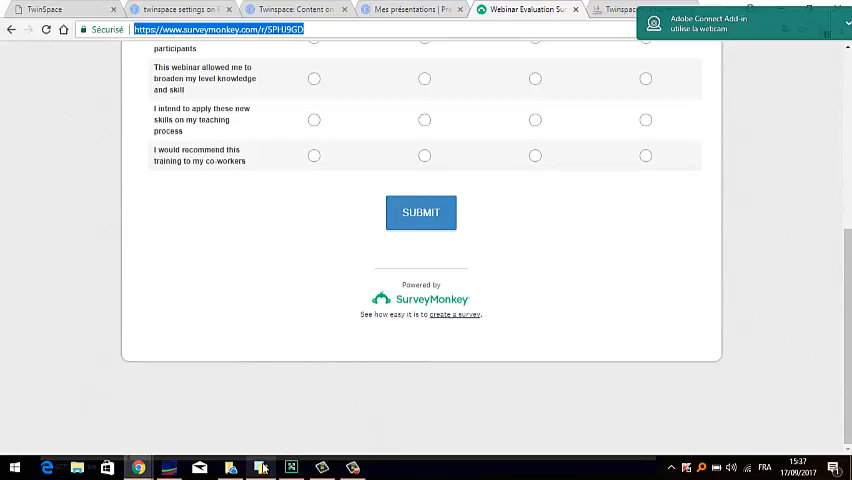 TwinSpace
twinspace settings on i
Twinspace: Content on
Mes présentations | Pre
Webinar Evaluation Sur
Twinspace
Adobe Connect Add-in
utilise la webcam
Sécurisé
https://www.surveymonkey.com/r/5PHJ9GD
participants
This webinar allowed me to
broaden my level knowledge
and skill
I intend to apply these new
skills on my teaching
process
I would recommend this
training to my co-workers
SUBMIT
Powered by
SurveyMonkey
See how easy it is to create a survey.
FRA
15:37
17/09/2017